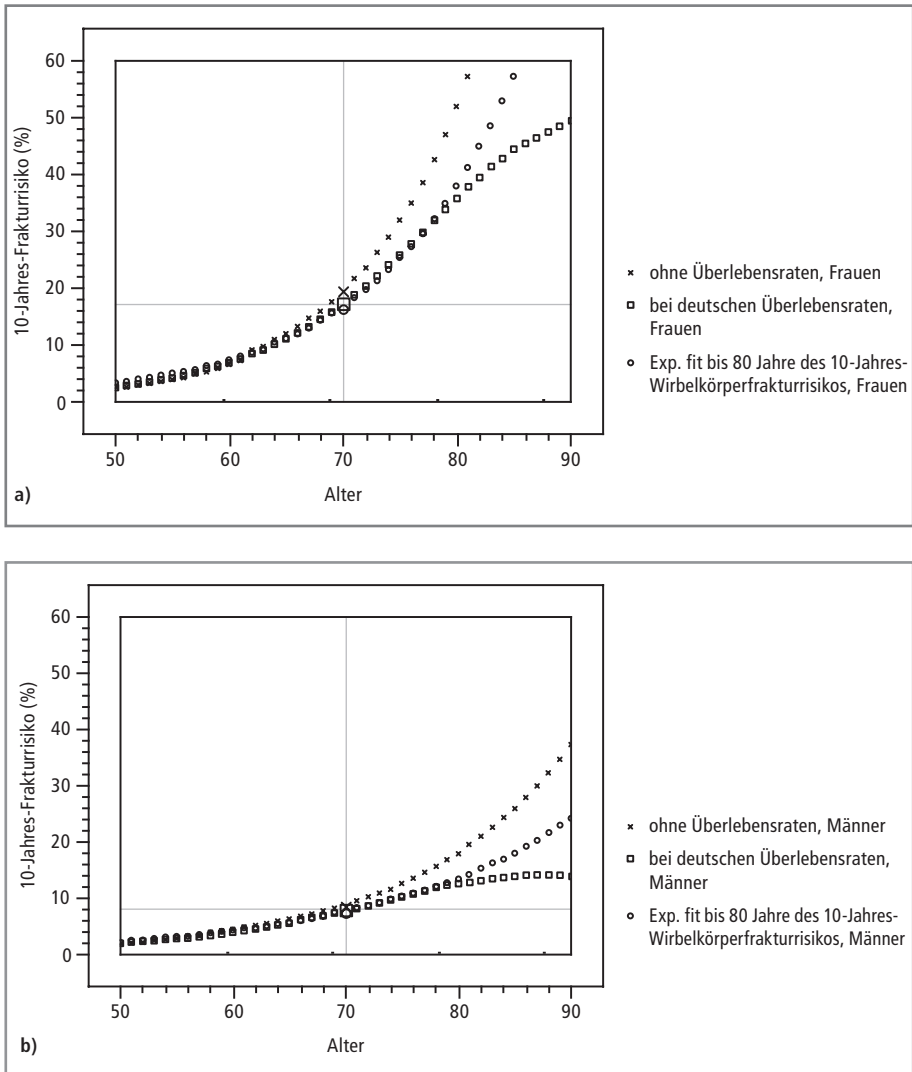 60
50
40
30
20
10
0
10-Jahres-Frakturrisiko (%)
50 60 70 80 90
Alter
a)
× ohne Überlebensraten, Frauen
□ bei deutschen Überlebensraten,
Frauen
○ Exp. fit bis 80 Jahre des 10-Jahres-
Wirbelkörperfrakturrisikos, Frauen
60
50
40
30
20
10
0
10-Jahres-Frakturrisiko (%)
50 60 70 80 90
Alter
b)
× ohne Überlebensraten, Männer
□ bei deutschen Überlebensraten,
Männer
○ Exp. fit bis 80 Jahre des 10-Jahres-
Wirbelkörperfrakturrisikos, Männer